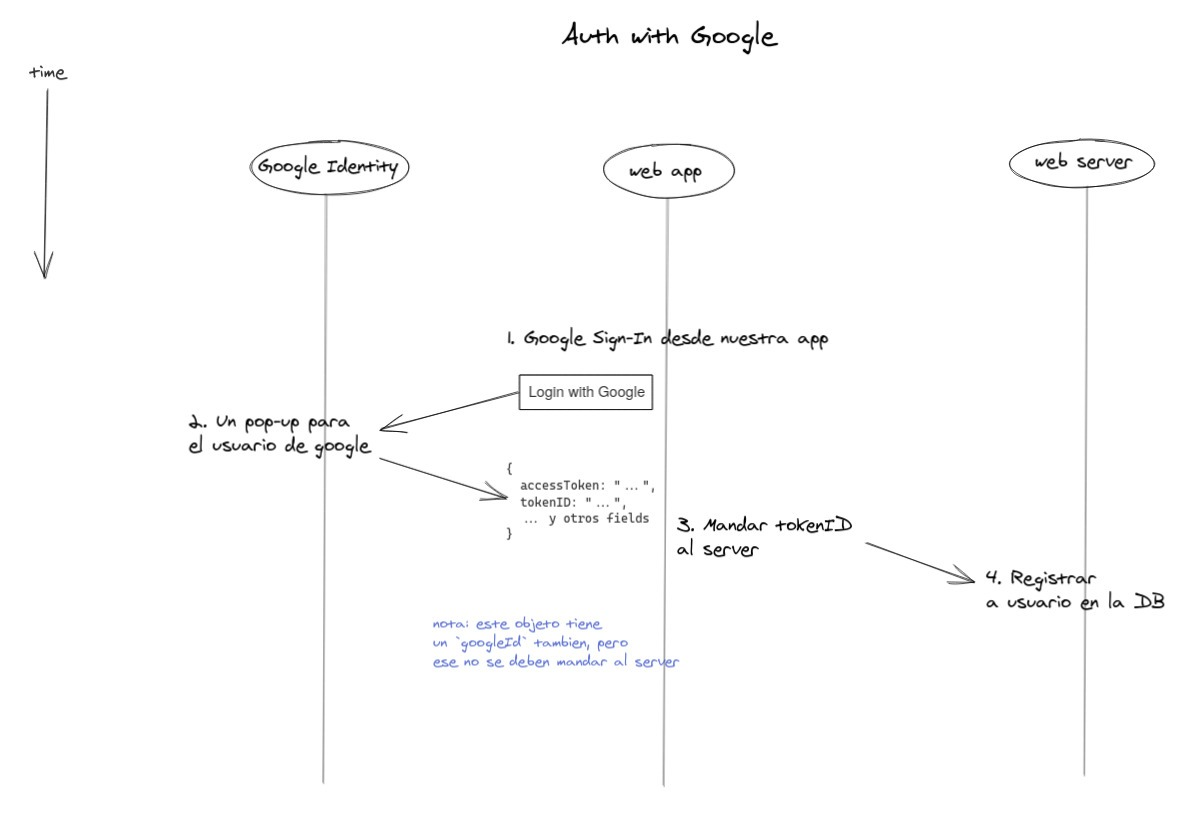 Auth with Google
time
Google Identity
web app
web server
1. Google Sign-In desde nuestra app
Login with Google
2. Un pop-up para
el usuario de google
{
accessToken: " ... ",
tokenID: " ... ",
... y otros fields
}
3. Mandar tokenID
al server
4. Registrar
a usuario en la DB
nota: este objeto tiene
un `googleId` tambien, pero
ese no se deben mandar al server